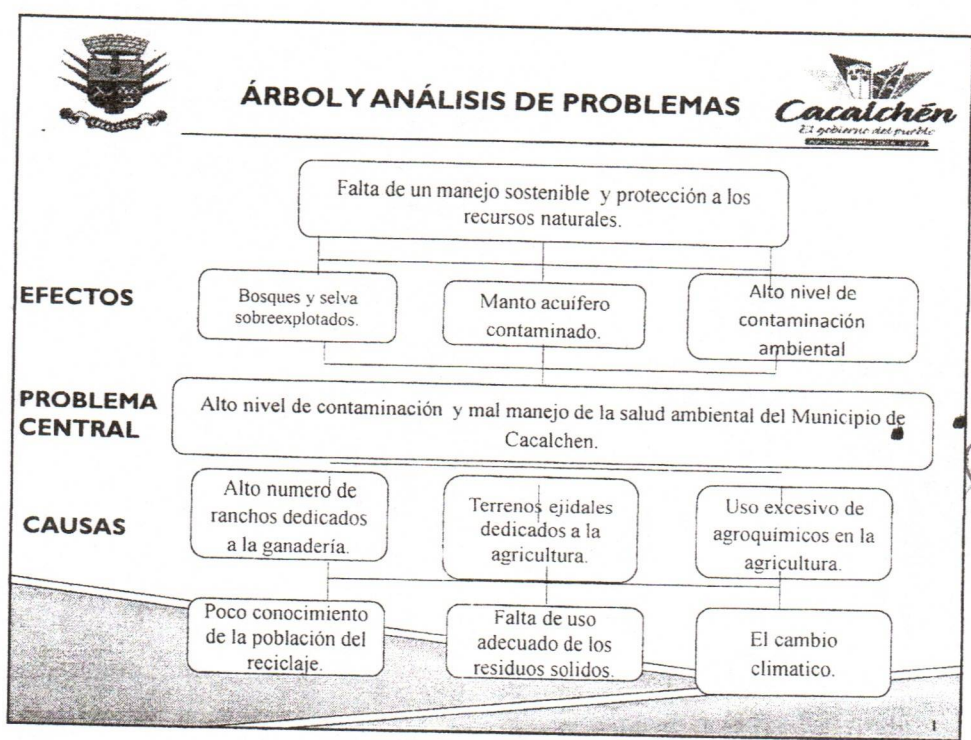 ÁRBOL Y ANÁLISIS DE PROBLEMAS
Cacalchén
El gobierno del pueblo
Falta de un manejo sostenible y protección a los
recursos naturales.
EFECTOS
Bosques y selva
sobreexplotados.
Manto acuífero
contaminado.
Alto nivel de
contaminación
ambiental
PROBLEMA
CENTRAL
Alto nivel de contaminación y mal manejo de la salud ambiental del Municipio de
Cacalchen.
CAUSAS
Alto numero de
ranchos dedicados
a la ganadería.
Terrenos ejidales
dedicados a la
agricultura.
Uso excesivo de
agroquímicos en la
agricultura.
Poco conocimiento
de la población del
reciclaje.
Falta de uso
adecuado de los
residuos solidos.
El cambio
climatico.
1